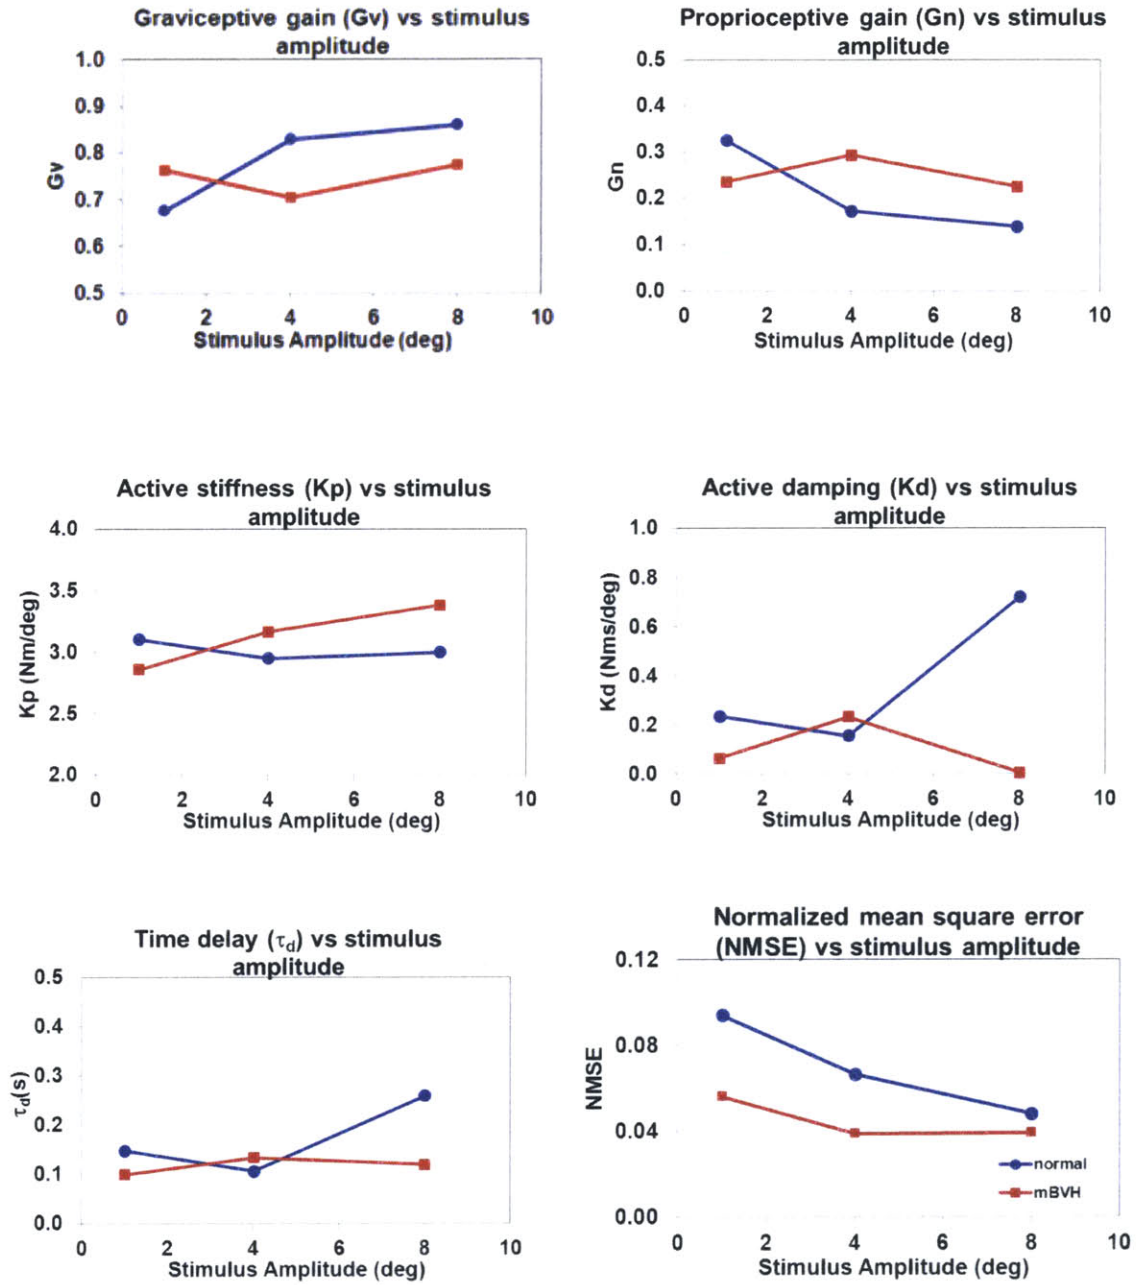 Graviceptive gain (Gv) vs stimulus
amplitude
1.0
0.9
0.8
0.7
0.6
0.5
Gv
0 2 4 6 8 10
Stimulus Amplitude (deg)
Proprioceptive gain (Gn) vs stimulus
amplitude
0.5
0.4
0.3
0.2
0.1
0.0
Gn
0 2 4 6 8 10
Stimulus Amplitude (deg)
Active stiffness (Kp) vs stimulus
amplitude
4.0
3.5
3.0
2.5
2.0
Kp (Nm/deg)
0 2 4 6 8 10
Stimulus Amplitude (deg)
Active damping (Kd) vs stimulus
amplitude
1.0
0.8
0.6
0.4
0.2
0.0
Kd (Nms/deg)
0 2 4 6 8 10
Stimulus Amplitude (deg)
Time delay (τd) vs stimulus
amplitude
0.5
0.4
0.3
0.2
0.1
0.0
τd(s)
0 2 4 6 8 10
Stimulus Amplitude (deg)
Normalized mean square error
(NMSE) vs stimulus amplitude
0.12
0.08
0.04
0.00
NMSE
normal
mBVH
0 2 4 6 8 10
Stimulus Amplitude (deg)